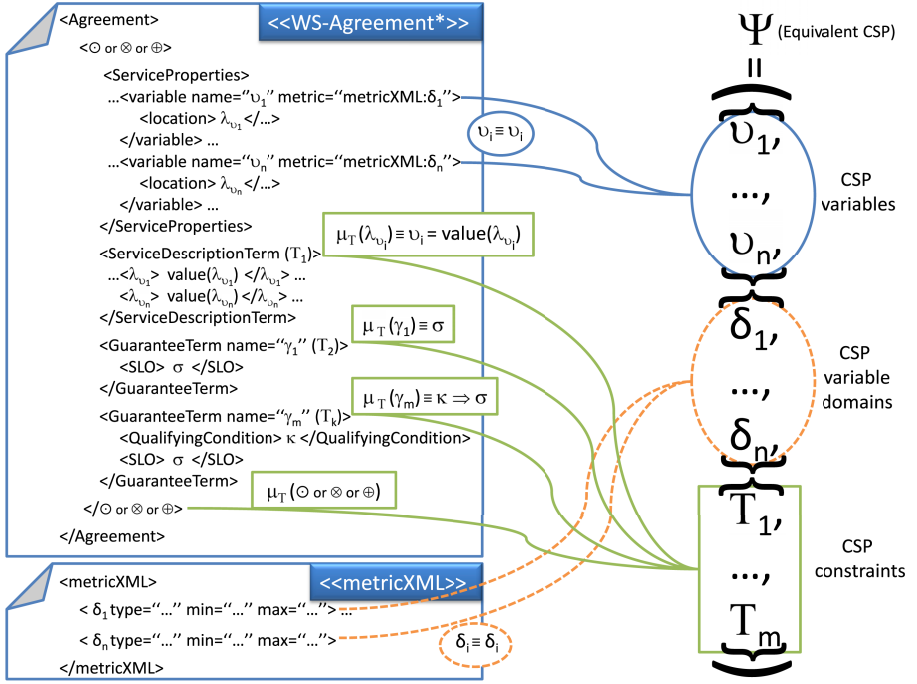 <Agreement>
<<WS-Agreement*>>
<⊙ or ⊗ or ⊕>
<ServiceProperties>
...<variable name="υ1" metric="metricXML:δ1">
<location> λυ1 </...>
</variable> ...
...<variable name="υn" metric="metricXML:δn">
<location> λυn </...>
</variable> ...
</ServiceProperties>
<ServiceDescriptionTerm (T1)>
...<λυ1> value(λυ1) </λυ1> ...
<λυn> value(λυn) </λυn> ...
</ServiceDescriptionTerm>
<GuaranteeTerm name="γ1" (T2)>
<SLO> σ </SLO>
</GuaranteeTerm>
<GuaranteeTerm name="γm" (Tk)>
<QualifyingCondition> κ </QualifyingCondition>
<SLO> σ </SLO>
</GuaranteeTerm>
</⊙ or ⊗ or ⊕>
</Agreement>
υi ≡ υi
μT (λυi) ≡ υi = value(λυi)
μT (γ1) ≡ σ
μT (γm) ≡ κ ⇒ σ
μT (⊙ or ⊗ or ⊕)
<<metricXML>>
<metricXML>
< δ1 type="..." min="..." max="..."> ...
< δn type="..." min="..." max="...">
</metricXML>
δi ≡ δi
Ψ (Equivalent CSP)
=
(
{
υ1,
...,
υn,
}
CSP
variables
{
δ1,
...,
δn,
}
CSP
variable
domains
{
T1,
...,
Tm
}
)
CSP
constraints